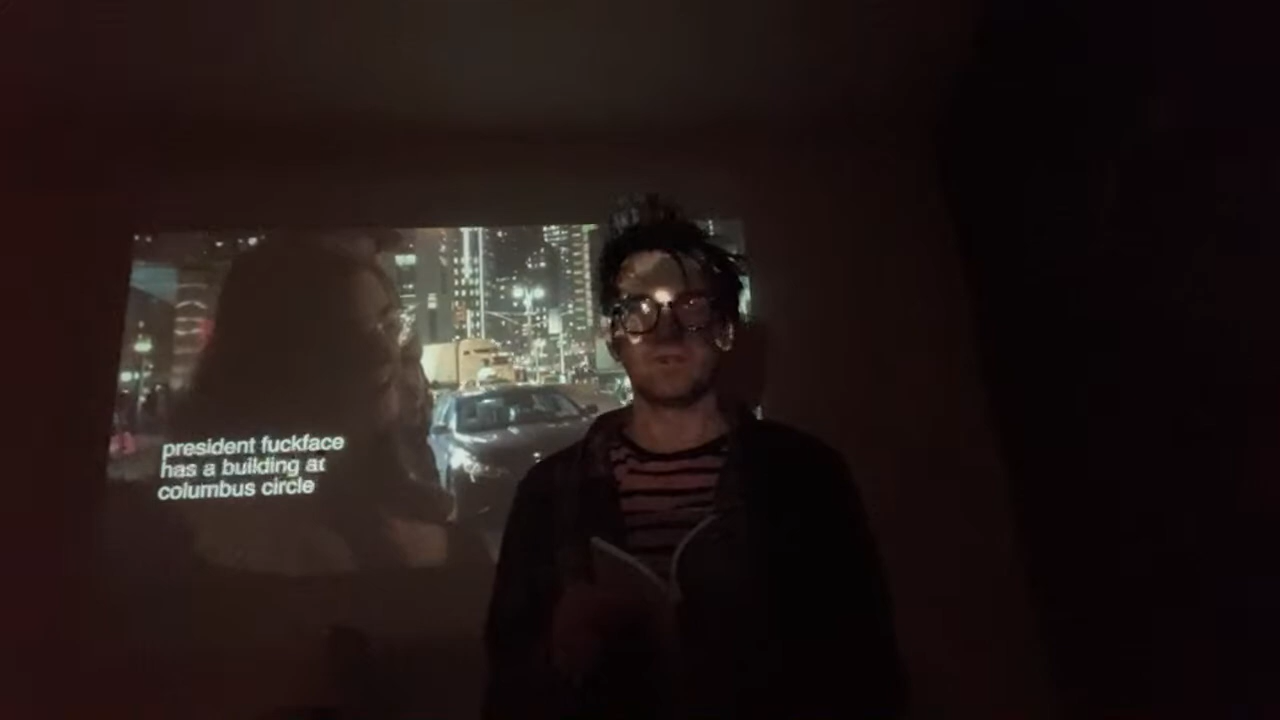 president fuckface
has a building at
columbus circle